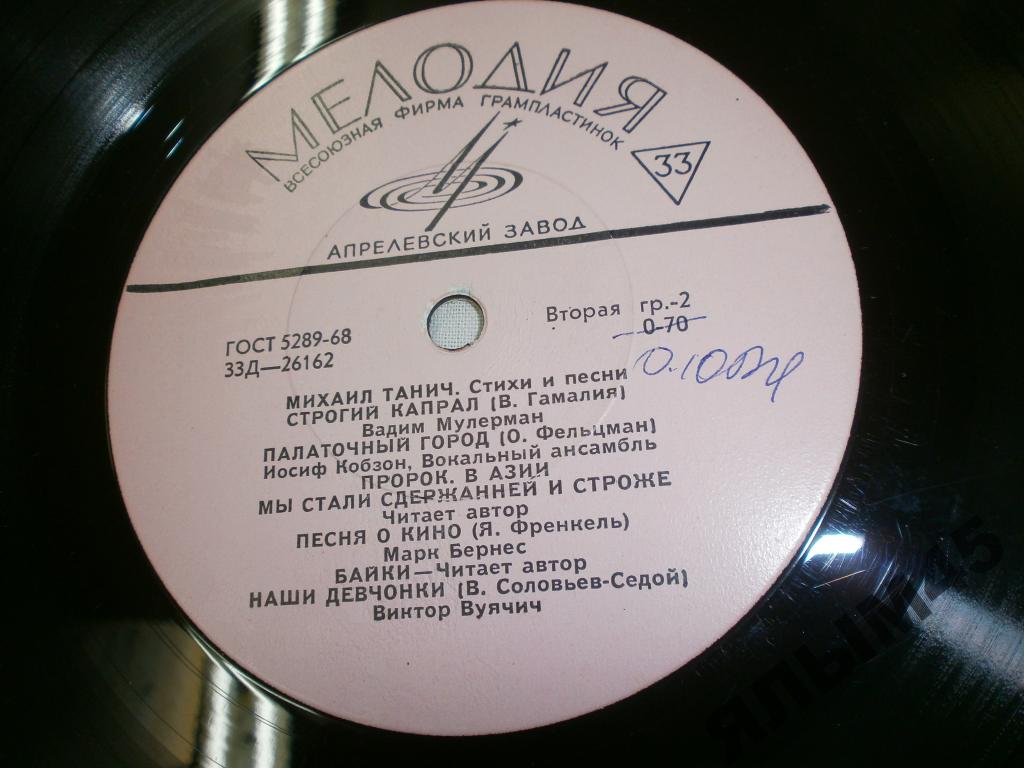 МЕЛОДИЯ
ВСЕСОЮЗНАЯ ФИРМА ГРАМПЛАСТИНОК
33
АПРЕЛЕВСКИЙ ЗАВОД
Вторая гр.-2
0-70
ГОСТ 5289-68
33Д—26162
МИХАИЛ ТАНИЧ. Стихи и песни
СТРОГИЙ КАПРАЛ (В. Гамалия)
Вадим Мулерман
ПАЛАТОЧНЫЙ ГОРОД (О. Фельцман)
Иосиф Кобзон, Вокальный ансамбль
ПРОРОК. В АЗИИ
МЫ СТАЛИ СДЕРЖАННЕЙ И СТРОЖЕ
Читает автор
ПЕСНЯ О КИНО (Я. Френкель)
Марк Бернес
БАЙКИ—Читает автор
НАШИ ДЕВЧОНКИ (В. Соловьев-Седой)
Виктор Вуячич
ЯЛЫМ45